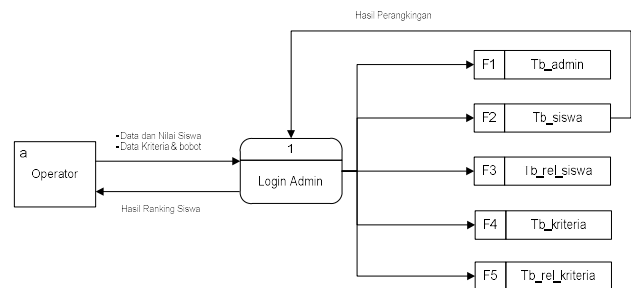 Hasil Perangkingan
F1 Tb_admin
F2 Tb_siswa
a
Operator
-Data dan Nilai Siswa
-Data Kriteria & bobot
1
Login Admin
Hasil Ranking Siswa
F3 Tb_rel_siswa
F4 Tb_kriteria
F5 Tb_rel_kriteria